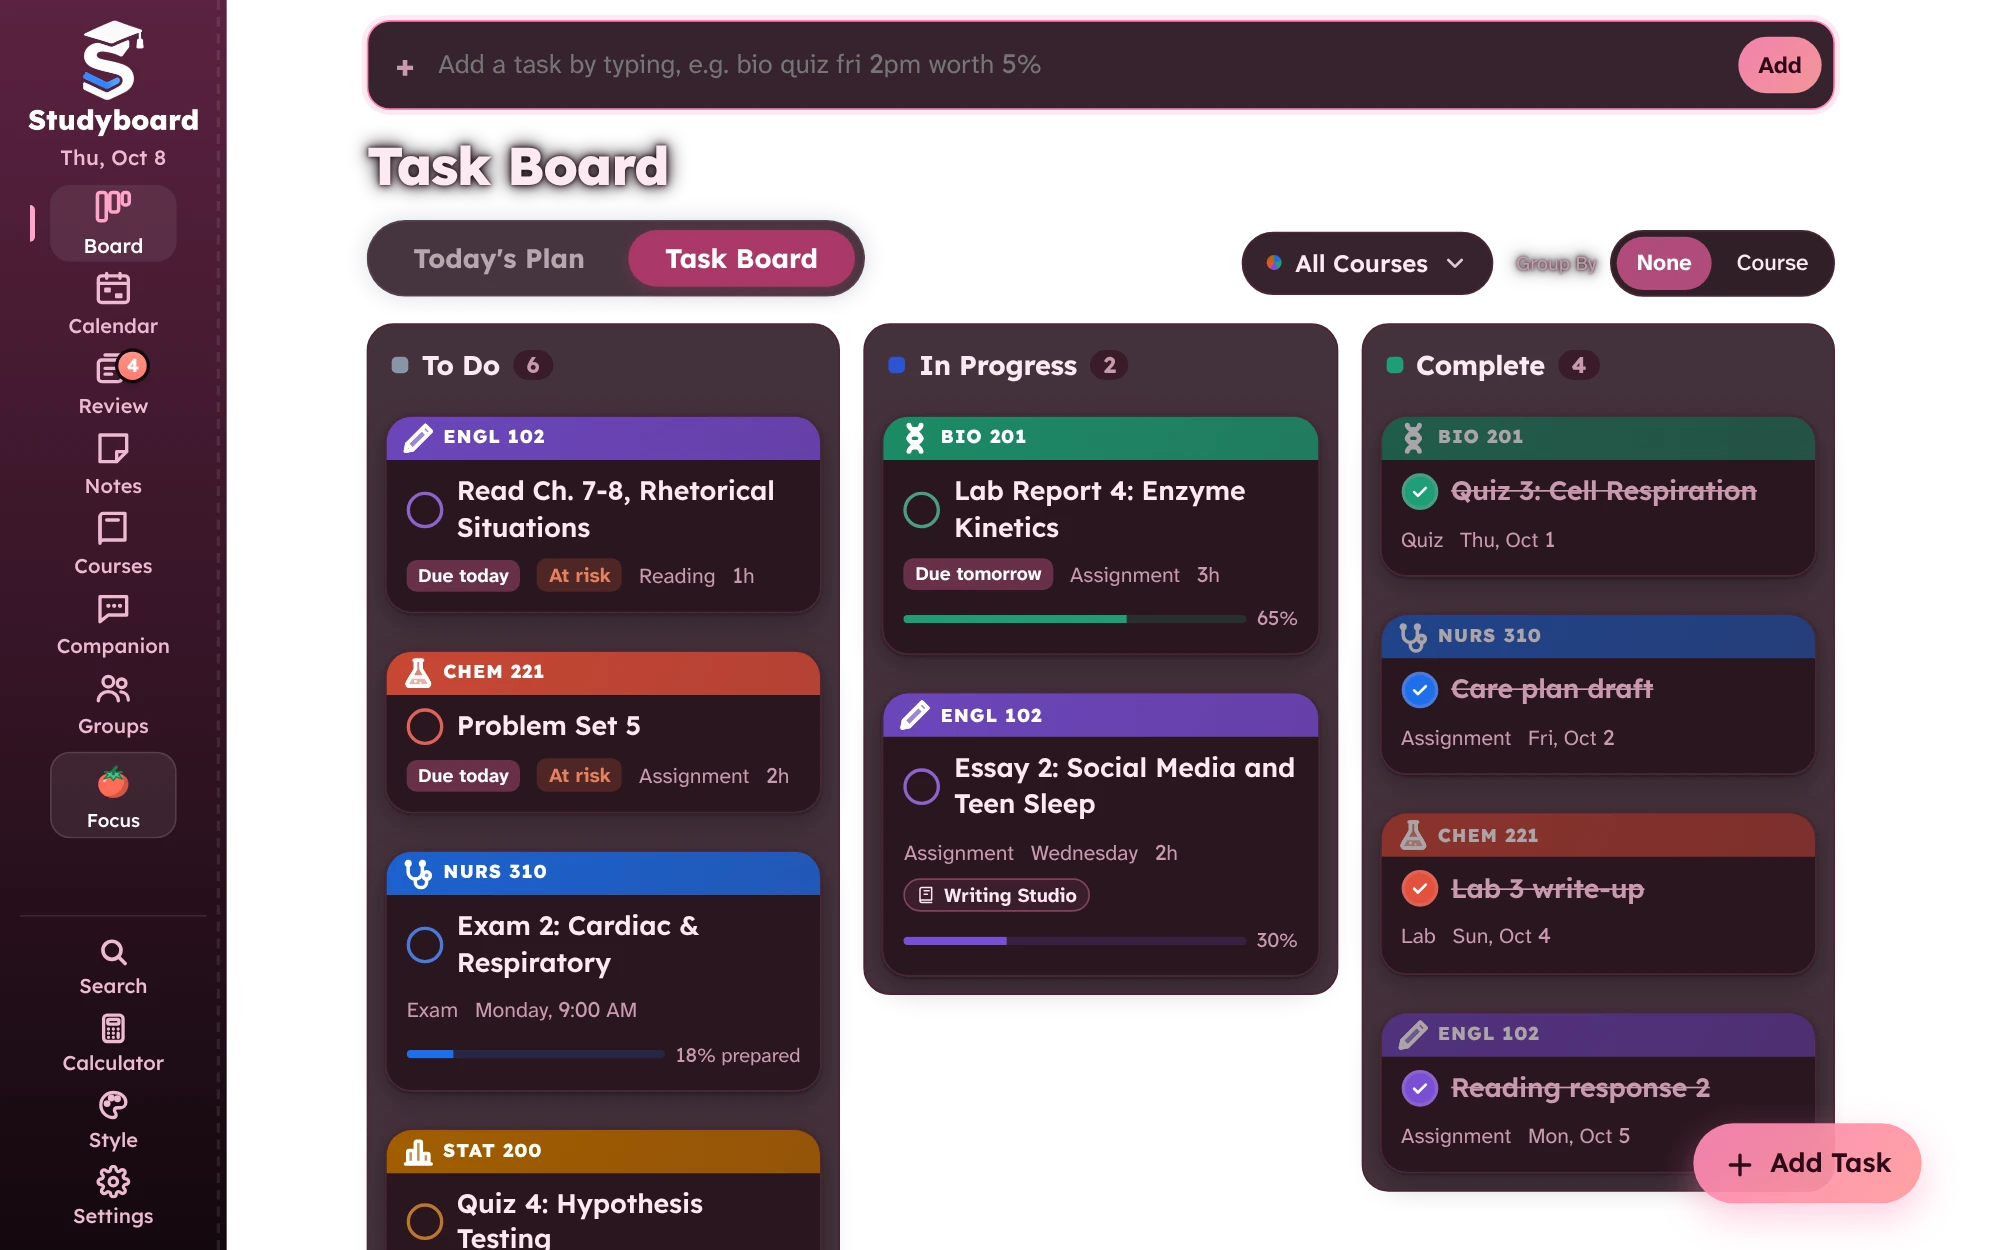 Studyboard
Thu, Oct 8
Board
Calendar
4
Review
Notes
Courses
Companion
Groups
Focus
Search
Calculator
Style
Settings
+ Add a task by typing, e.g. bio quiz fri 2pm worth 5%
Add
Task Board
Today's Plan
Task Board
All Courses
Group By
None
Course
To Do 6
ENGL 102
Read Ch. 7-8, Rhetorical
Situations
Due today At risk Reading 1h
CHEM 221
Problem Set 5
Due today At risk Assignment 2h
NURS 310
Exam 2: Cardiac &
Respiratory
Exam Monday, 9:00 AM
18% prepared
STAT 200
Quiz 4: Hypothesis
Testing
In Progress 2
BIO 201
Lab Report 4: Enzyme
Kinetics
Due tomorrow Assignment 3h
65%
ENGL 102
Essay 2: Social Media and
Teen Sleep
Assignment Wednesday 2h
Writing Studio
30%
Complete 4
BIO 201
Quiz 3: Cell Respiration
Quiz Thu, Oct 1
NURS 310
Care plan draft
Assignment Fri, Oct 2
CHEM 221
Lab 3 write-up
Lab Sun, Oct 4
ENGL 102
Reading response 2
Assignment Mon, Oct 5
+ Add Task